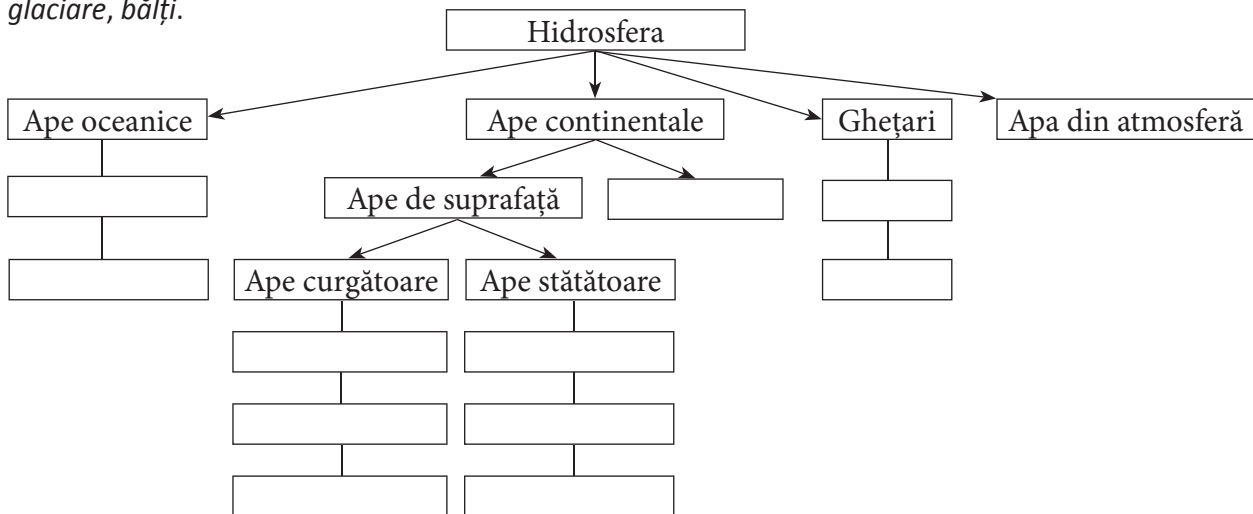 glaciare, bălți.
Hidrosfera
Ape oceanice
Ape continentale
Ghețari
Apa din atmosferă
Ape de suprafață
Ape curgătoare
Ape stătătoare